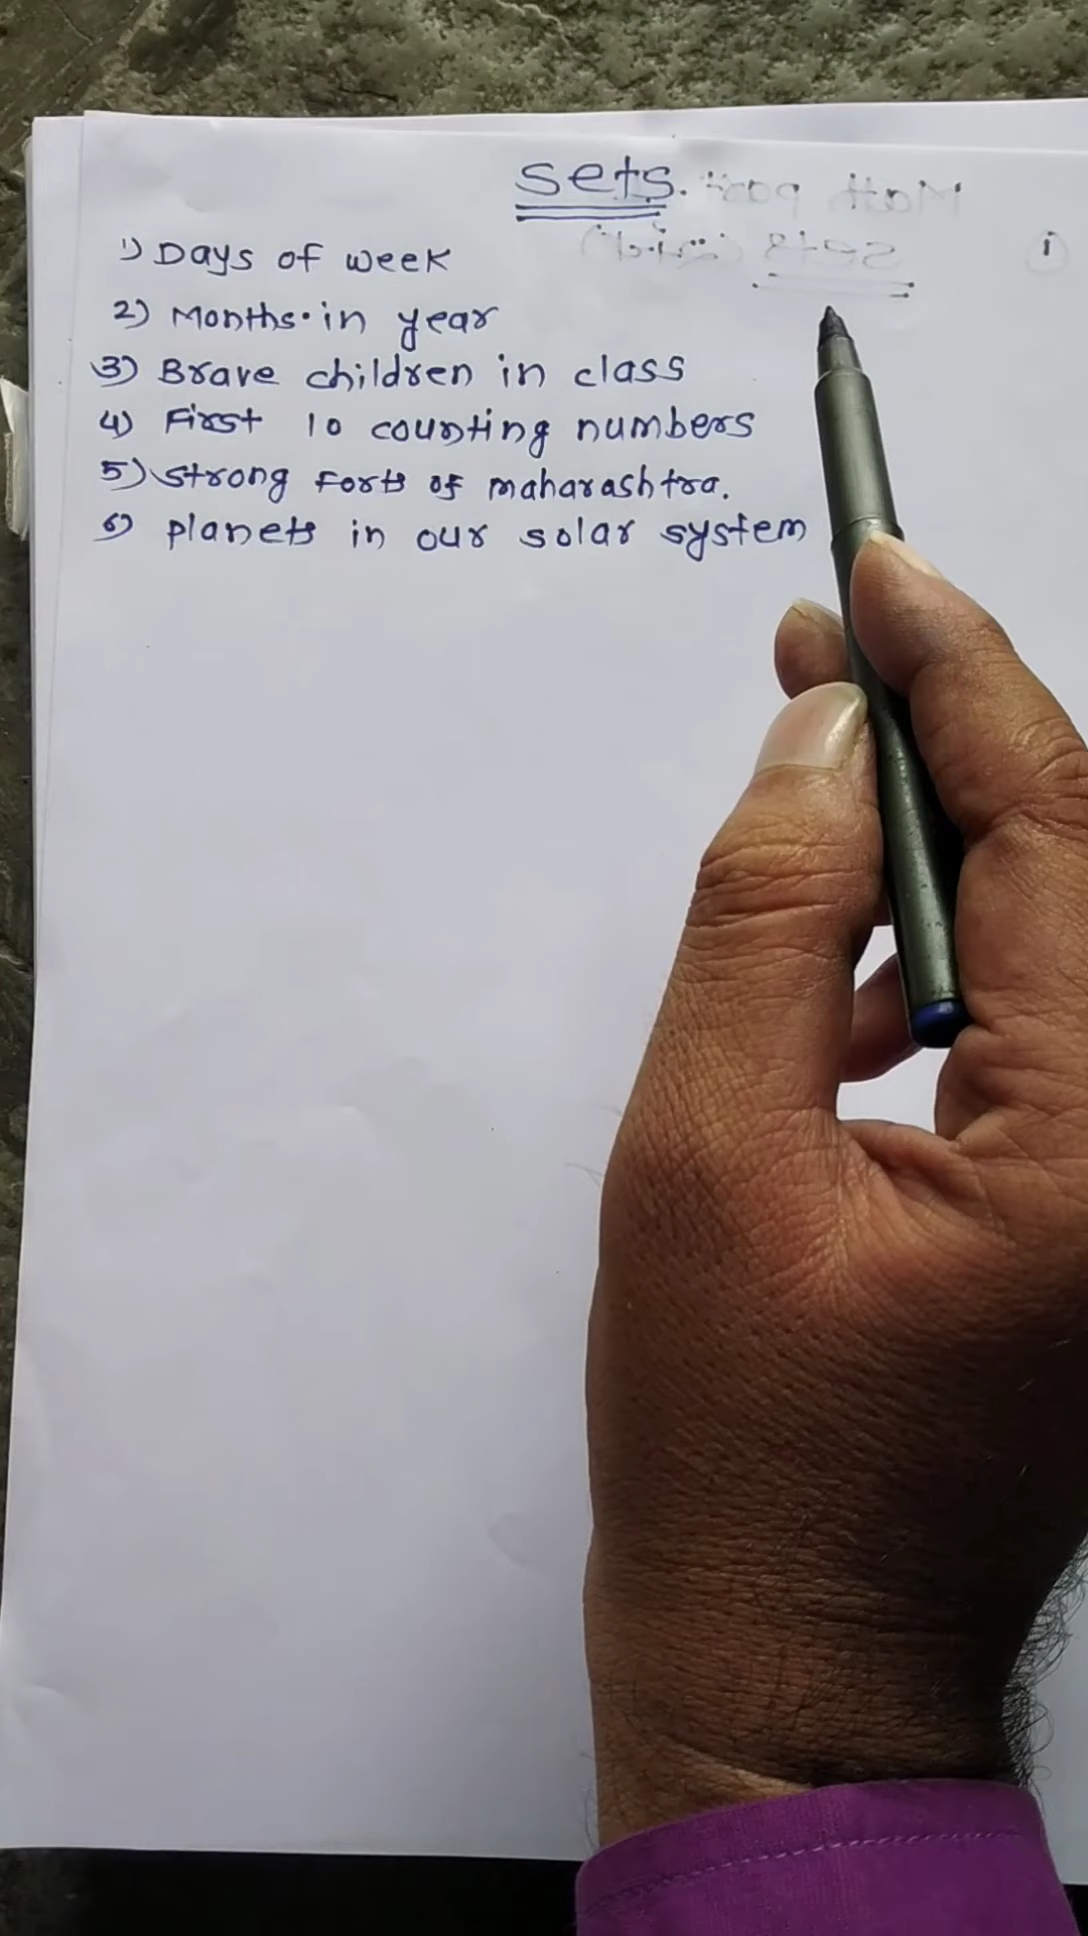 sets.
1) Days of week
2) Months in year
3) Brave children in class
4) First 10 counting numbers
5) strong forts of maharashtra.
6) planets in our solar system